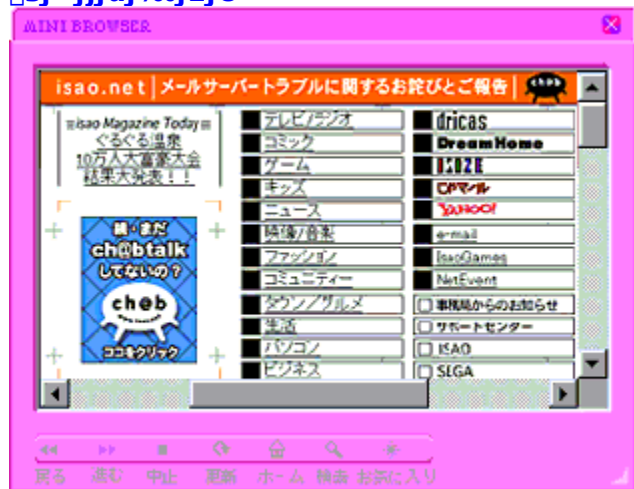 MINI BROWSER
isao.net|メールサーバートラブルに関するお詫びとご報告|
isao Magazine Today
ぐるぐる温泉
10万人大富豪大会
結果大発表!!
親・まだ
ch@btalk
してないの?
cheb
ココをクリック
テレビ/ラジオ
コミック
ゲーム
キッズ
ニュース
映像/音楽
ファッション
コミュニティー
タウン/グルメ
生活
パソコン
ビジネス
dricas
DreamHome
CPマル
YAHOO!
e-mail
IsaoGames
NetEvent
事務局からのお知らせ
サポートセンター
ISAO
SEGA
戻る 進む 中止 更新 ホーム 検索 お気に入り